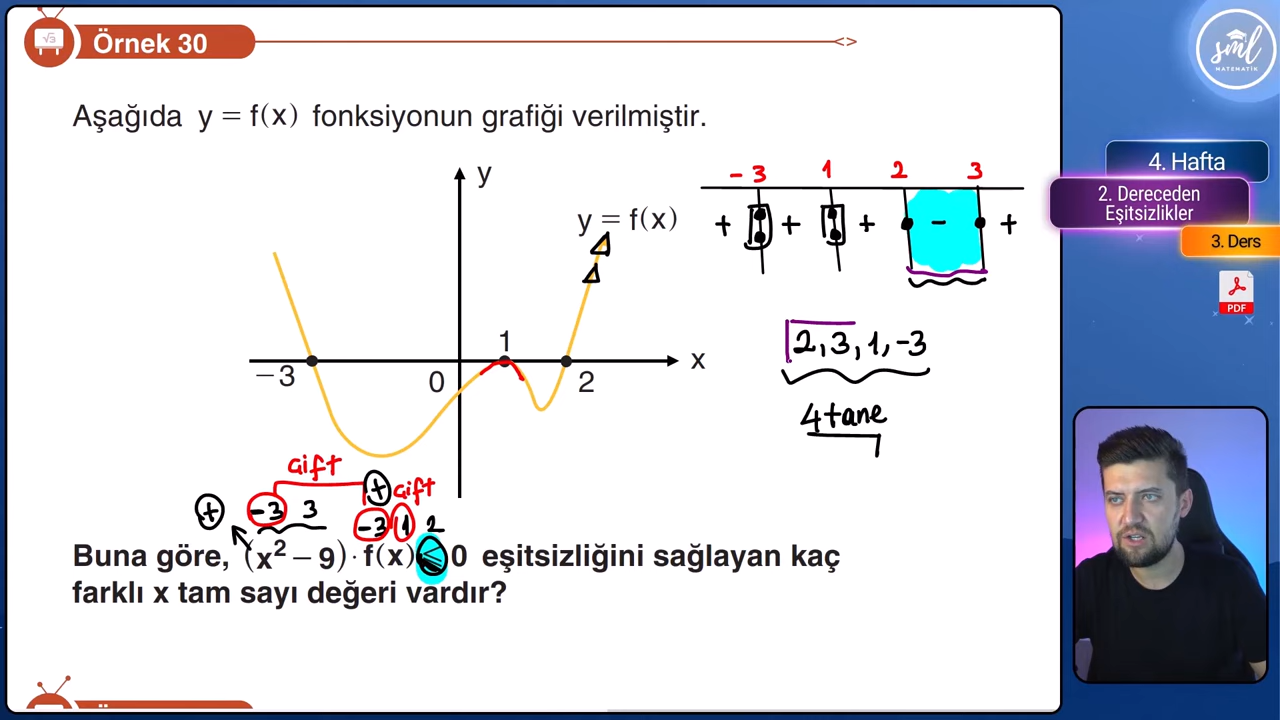 √3
Örnek 30
<>
sml
MATEMATİK
Aşağıda y = f(x) fonksiyonun grafiği verilmiştir.
4. Hafta
2. Dereceden
Eşitsizlikler
3. Ders
PDF
y
y = f(x)
-3 1 2 3
+ + + - +
1
-3 0 2 x
2, 3, 1, -3
4 tane
çift
+ çift
+ -3 3 -3 1 2
Buna göre, (x² − 9) · f(x) ≤ 0 eşitsizliğini sağlayan kaç
farklı x tam sayı değeri vardır?